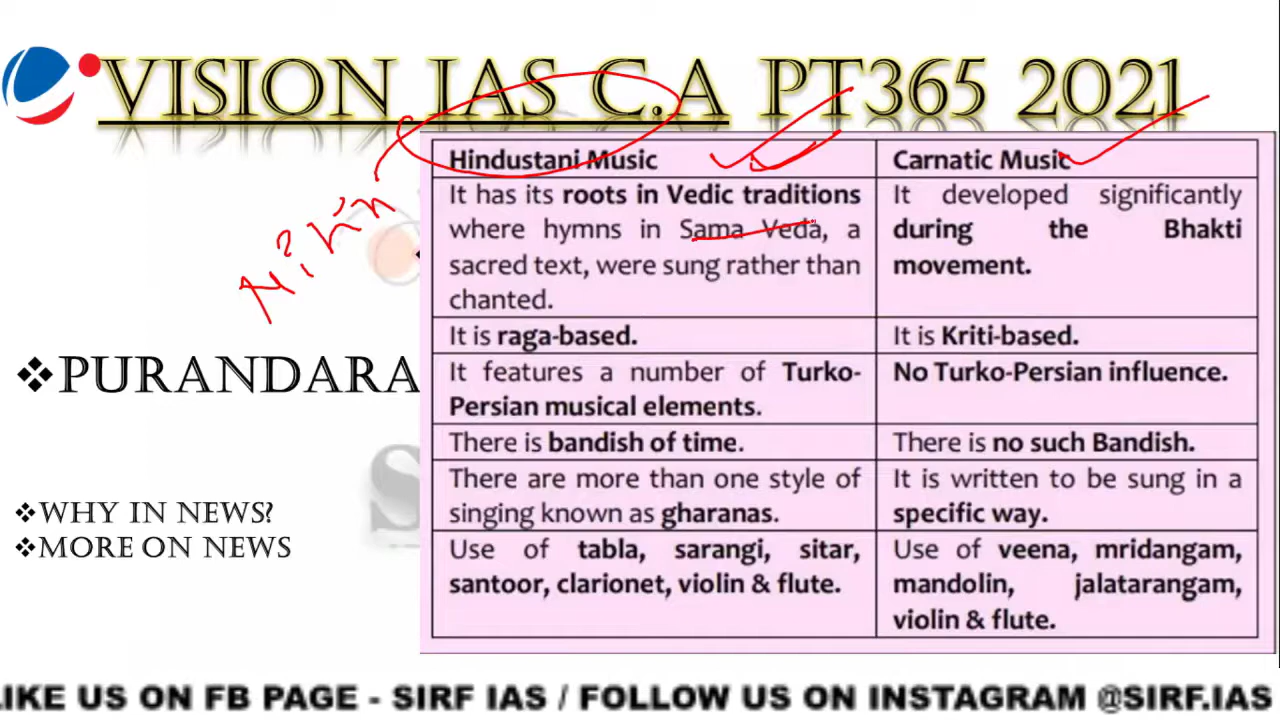 VISION IAS C.A PT365 2021
Hindustani Music
Carnatic Music
It has its roots in Vedic traditions
where hymns in Sama Veda, a
sacred text, were sung rather than
chanted.
It developed significantly
during the Bhakti
movement.
It is raga-based.
It is Kriti-based.
It features a number of Turko-
Persian musical elements.
No Turko-Persian influence.
There is bandish of time.
There is no such Bandish.
There are more than one style of
singing known as gharanas.
It is written to be sung in a
specific way.
Use of tabla, sarangi, sitar,
santoor, clarionet, violin & flute.
Use of veena, mridangam,
mandolin, jalatarangam,
violin & flute.
❖PURANDARA
❖WHY IN NEWS?
❖MORE ON NEWS
IKE US ON FB PAGE - SIRF IAS / FOLLOW US ON INSTAGRAM @SIRF.IAS